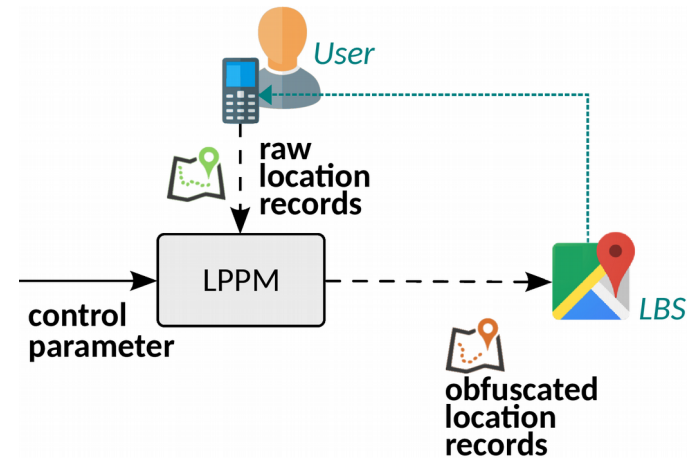 User
raw
location
records
LPPM
control
parameter
LBS
obfuscated
location
records